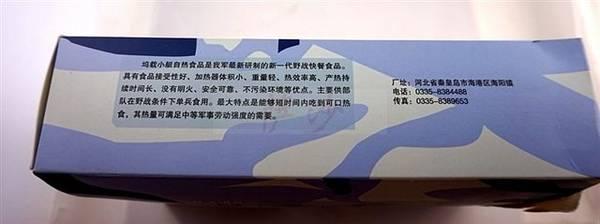 坞载小艇自热食品是我军最新研制的新一代野战快餐食品。
具有食品接受性好、加热器体积小、重量轻、热效率高、产热持
续时间长、没有明火、安全可靠、不污染环境等优点。主要供部
队在野战条件下单兵食用。最大特点是能够短时间内吃到可口热
食，其热量可满足中等军事劳动强度的需要。
厂址：河北省秦皇岛市海港区海阳镇
电话：0335-8384488
传真：0335-8389653